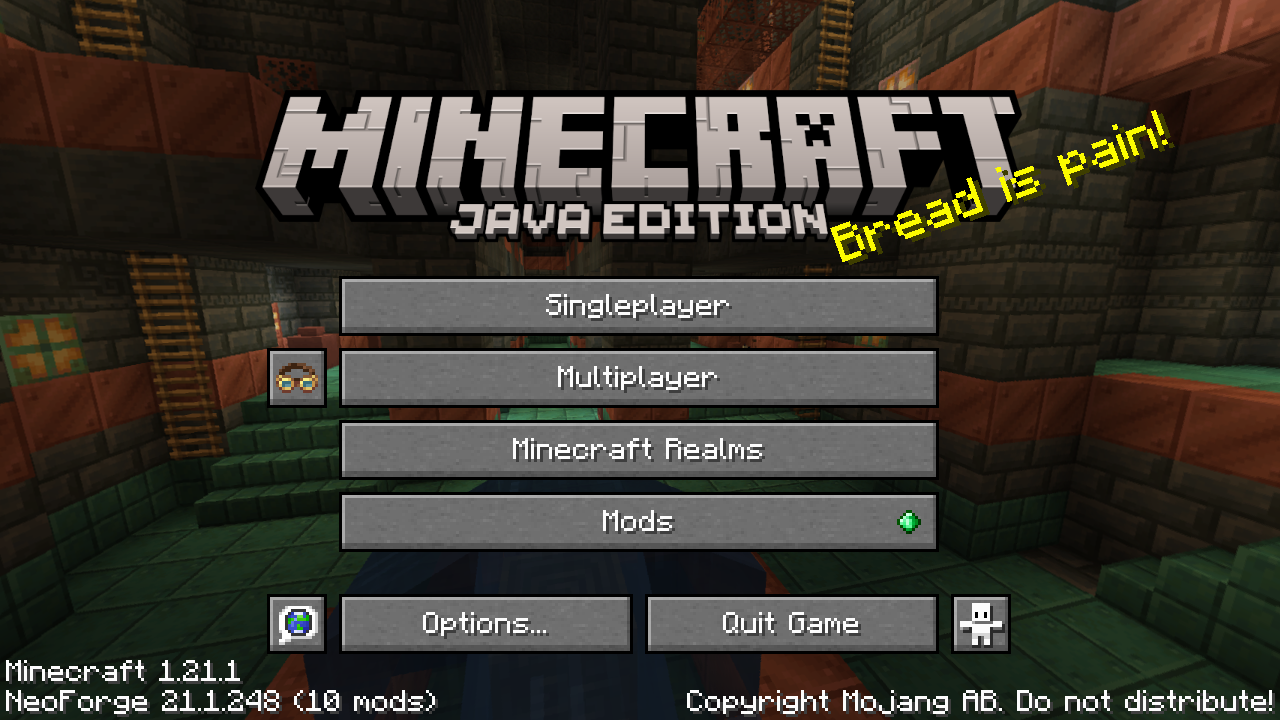 MINECRAFT
JAVA EDITION
Bread is pain!
Singleplayer
Multiplayer
Minecraft Realms
Mods
Options...
Quit Game
Minecraft 1.21.1
NeoForge 21.1.248 (10 mods)
Copyright Mojang AB. Do not distribute!